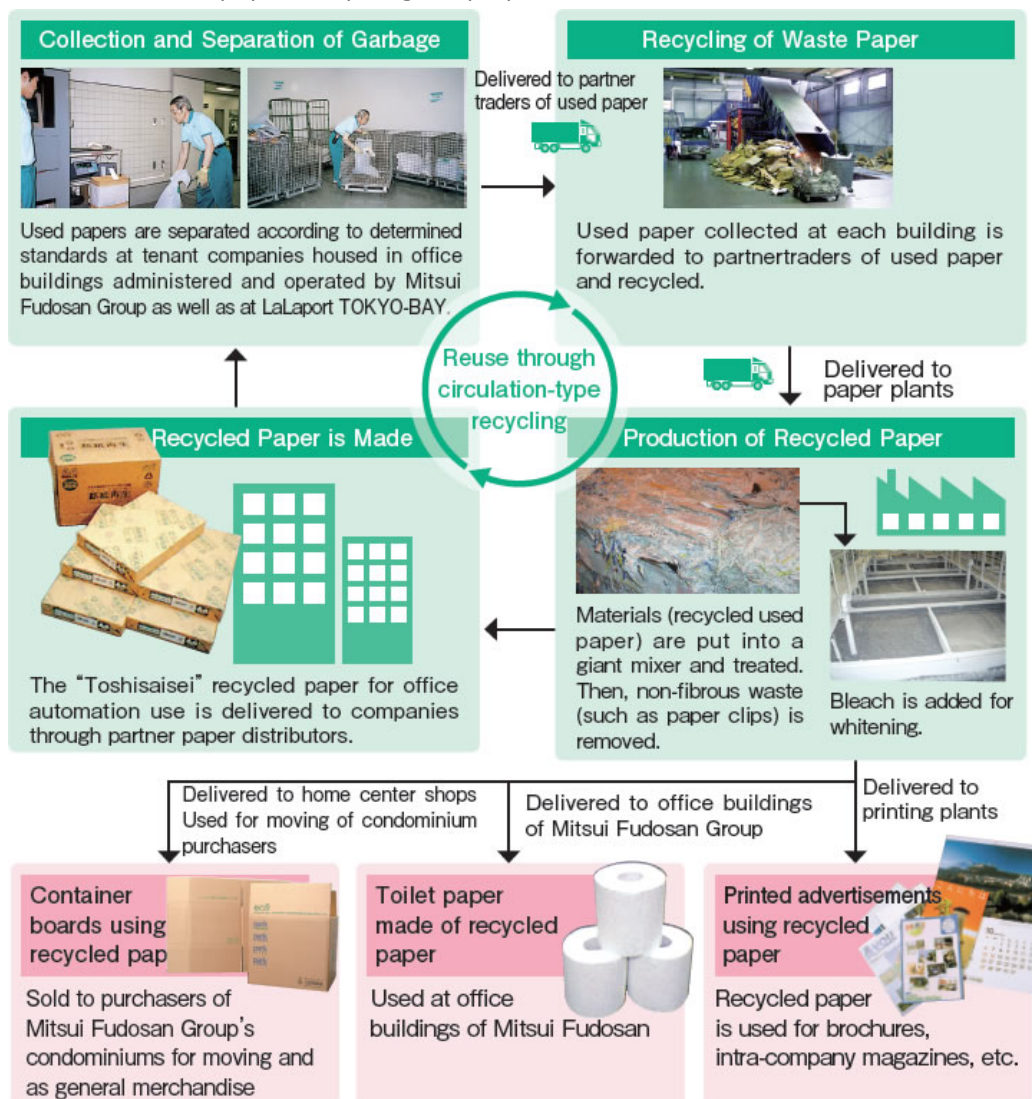 Collection and Separation of Garbage
Delivered to partner
traders of used paper
Recycling of Waste Paper
Used papers are separated according to determined
standards at tenant companies housed in office
buildings administered and operated by Mitsui
Fudosan Group as well as at LaLaport TOKYO-BAY.
Used paper collected at each building is
forwarded to partnertraders of used paper
and recycled.
Reuse through
circulation-type
recycling
Delivered to
paper plants
Recycled Paper is Made
Production of Recycled Paper
The “Toshisaisei” recycled paper for office
automation use is delivered to companies
through partner paper distributors.
Materials (recycled used
paper) are put into a
giant mixer and treated.
Then, non-fibrous waste
(such as paper clips) is
removed.
Bleach is added for
whitening.
Delivered to home center shops
Used for moving of condominium
purchasers
Delivered to office buildings
of Mitsui Fudosan Group
Delivered to
printing plants
Container
boards using
recycled pap
Sold to purchasers of
Mitsui Fudosan Group's
condominiums for moving and
as general merchandise
Toilet paper
made of recycled
paper
Used at office
buildings of Mitsui Fudosan
Printed advertisements
using recycled
paper
Recycled paper
is used for brochures,
intra-company magazines, etc.